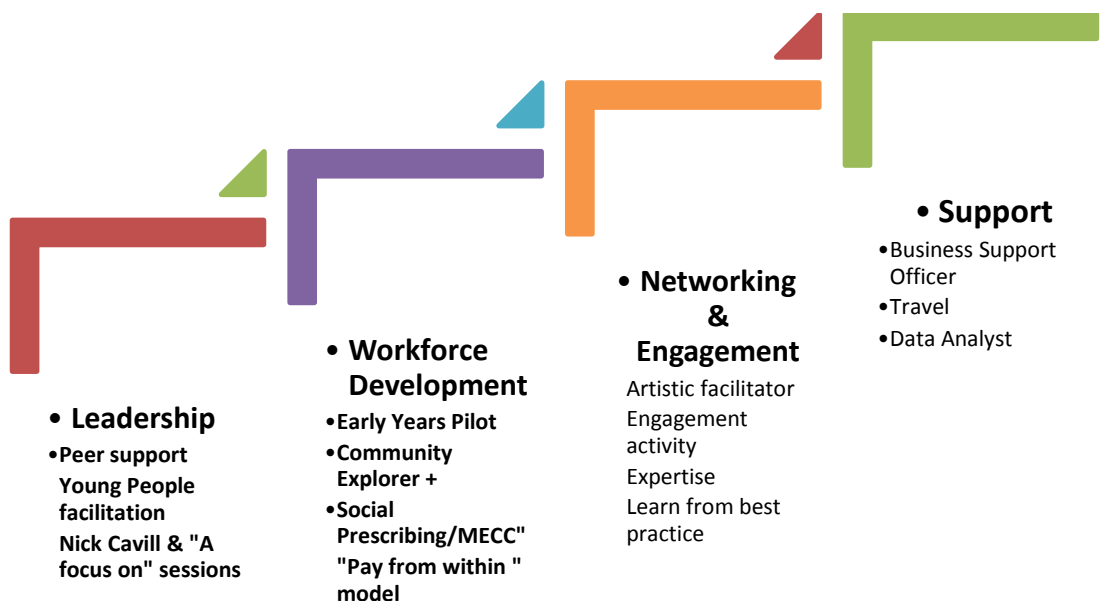 • Leadership
•Peer support
Young People
facilitation
Nick Cavill & "A
focus on" sessions
• Workforce
Development
•Early Years Pilot
•Community
Explorer +
•Social
Prescribing/MECC"
"Pay from within "
model
• Networking
&
Engagement
Artistic facilitator
Engagement
activity
Expertise
Learn from best
practice
• Support
•Business Support
Officer
•Travel
•Data Analyst